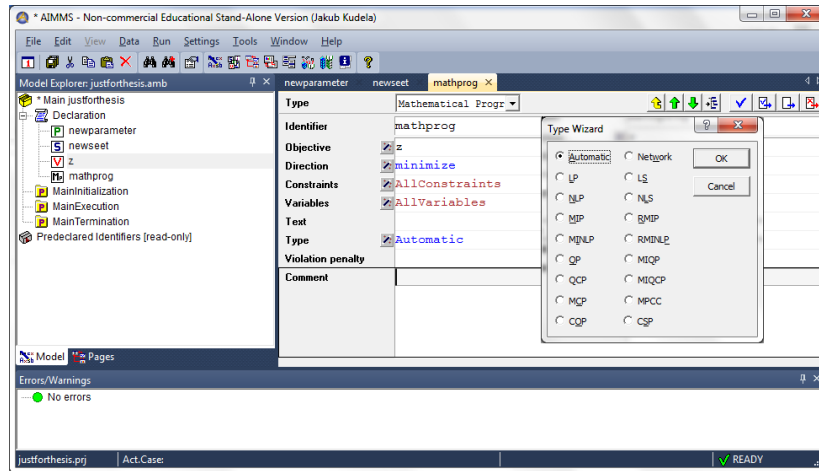 * AIMMS - Non-commercial Educational Stand-Alone Version (Jakub Kudela)
File Edit View Data Run Settings Tools Window Help
Model Explorer: justforthesis.amb
newparameter newseet mathprog
* Main justforthesis
Declaration
P newparameter
S newseet
V z
Mp mathprog
P MainInitialization
P MainExecution
P MainTermination
Predeclared Identifiers [read-only]
Type Mathematical Progr
Identifier mathprog
Objective z
Direction minimize
Constraints AllConstraints
Variables AllVariables
Text
Type Automatic
Violation penalty
Comment
Type Wizard
Automatic Network OK
LP LS Cancel
NLP NLS
MIP RMIP
MINLP RMINLP
QP MIQP
QCP MIQCP
MCP MPCC
COP CSP
Model Pages
Errors/Warnings
No errors
justforthesis.prj Act.Case: READY